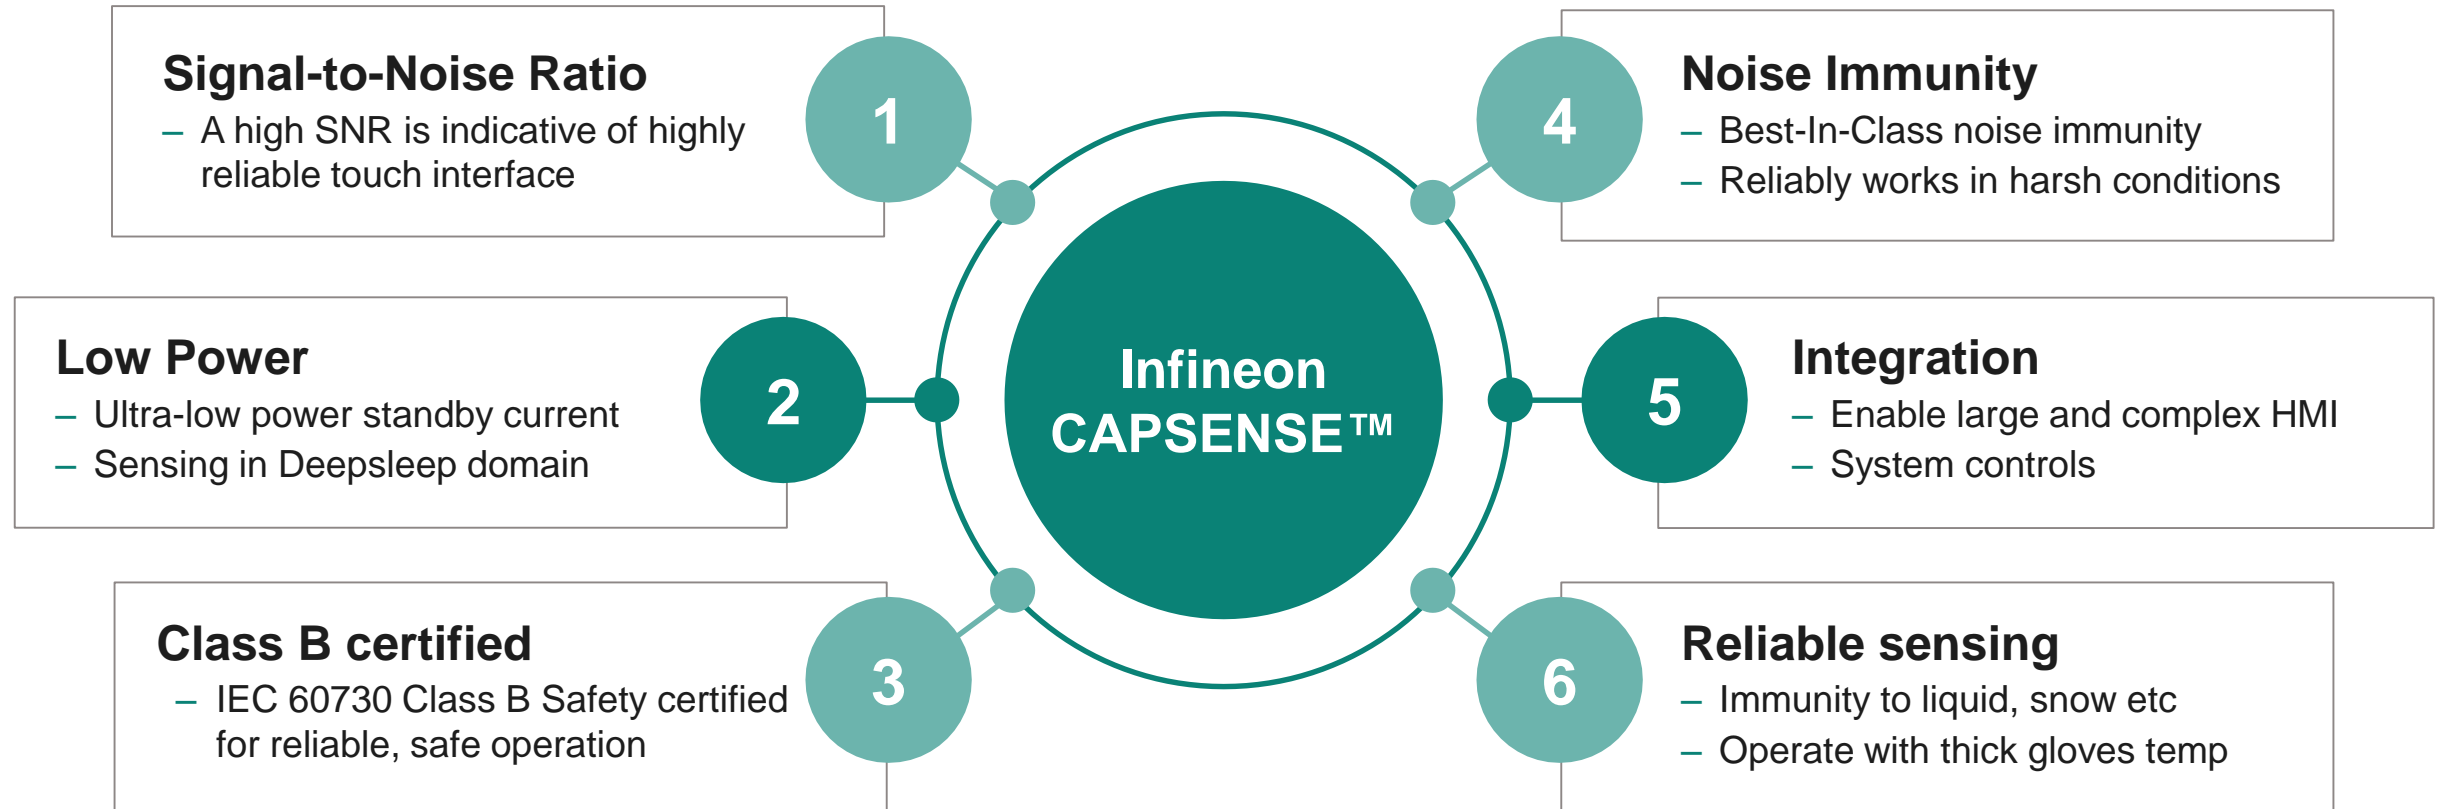 Signal-to-Noise Ratio
– A high SNR is indicative of highly
reliable touch interface
1
Low Power
– Ultra-low power standby current
– Sensing in Deepsleep domain
2
Class B certified
– IEC 60730 Class B Safety certified
for reliable, safe operation
3
Infineon
CAPSENSE™
4
Noise Immunity
– Best-In-Class noise immunity
– Reliably works in harsh conditions
5
Integration
– Enable large and complex HMI
– System controls
6
Reliable sensing
– Immunity to liquid, snow etc
– Operate with thick gloves temp